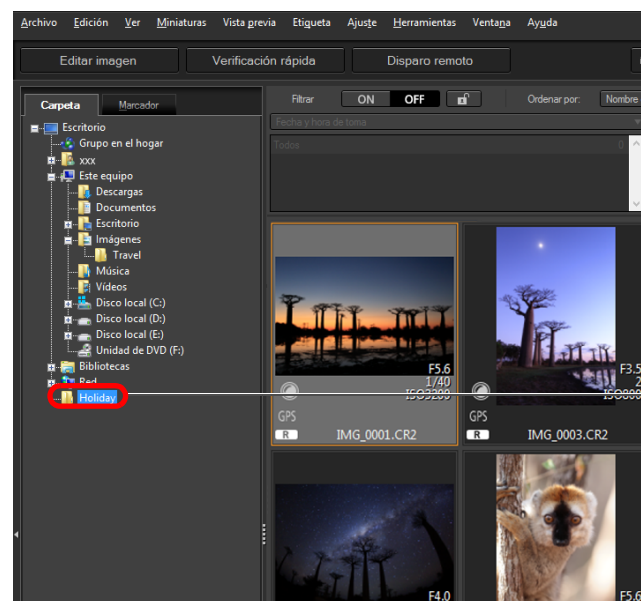 Archivo Edición Ver Miniaturas Vista previa Etiqueta Ajuste Herramientas Ventana Ayuda
Editar imagen Verificación rápida Disparo remoto
Carpeta Marcador
Filtrar ON OFF Ordenar por: Nombre
Fecha y hora de toma
Todos 0
Escritorio
Grupo en el hogar
xxx
Este equipo
Descargas
Documentos
Escritorio
Imágenes
Travel
Música
Vídeos
Disco local (C:)
Disco local (D:)
Disco local (E:)
Unidad de DVD (F:)
Bibliotecas
Red
Holiday
F5.6
1/40
ISO3200
GPS
R IMG_0001.CR2
F3.5
2
ISO800
GPS
R IMG_0003.CR2
F4.0
F5.6